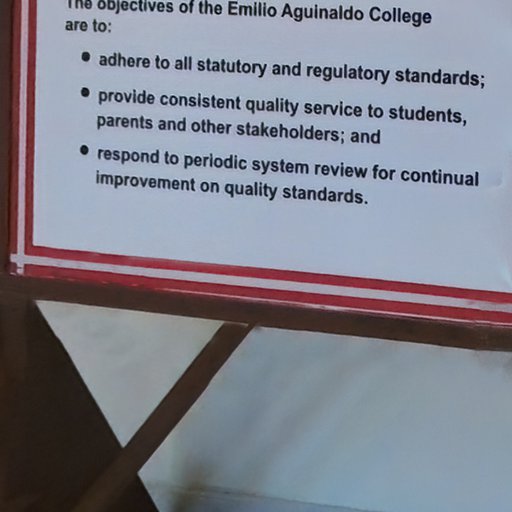 The objectives of the Emilio Aguinaldo College
are to:
• adhere to all statutory and regulatory standards;
• provide consistent quality service to students,
parents and other stakeholders; and
• respond to periodic system review for continual
improvement on quality standards.